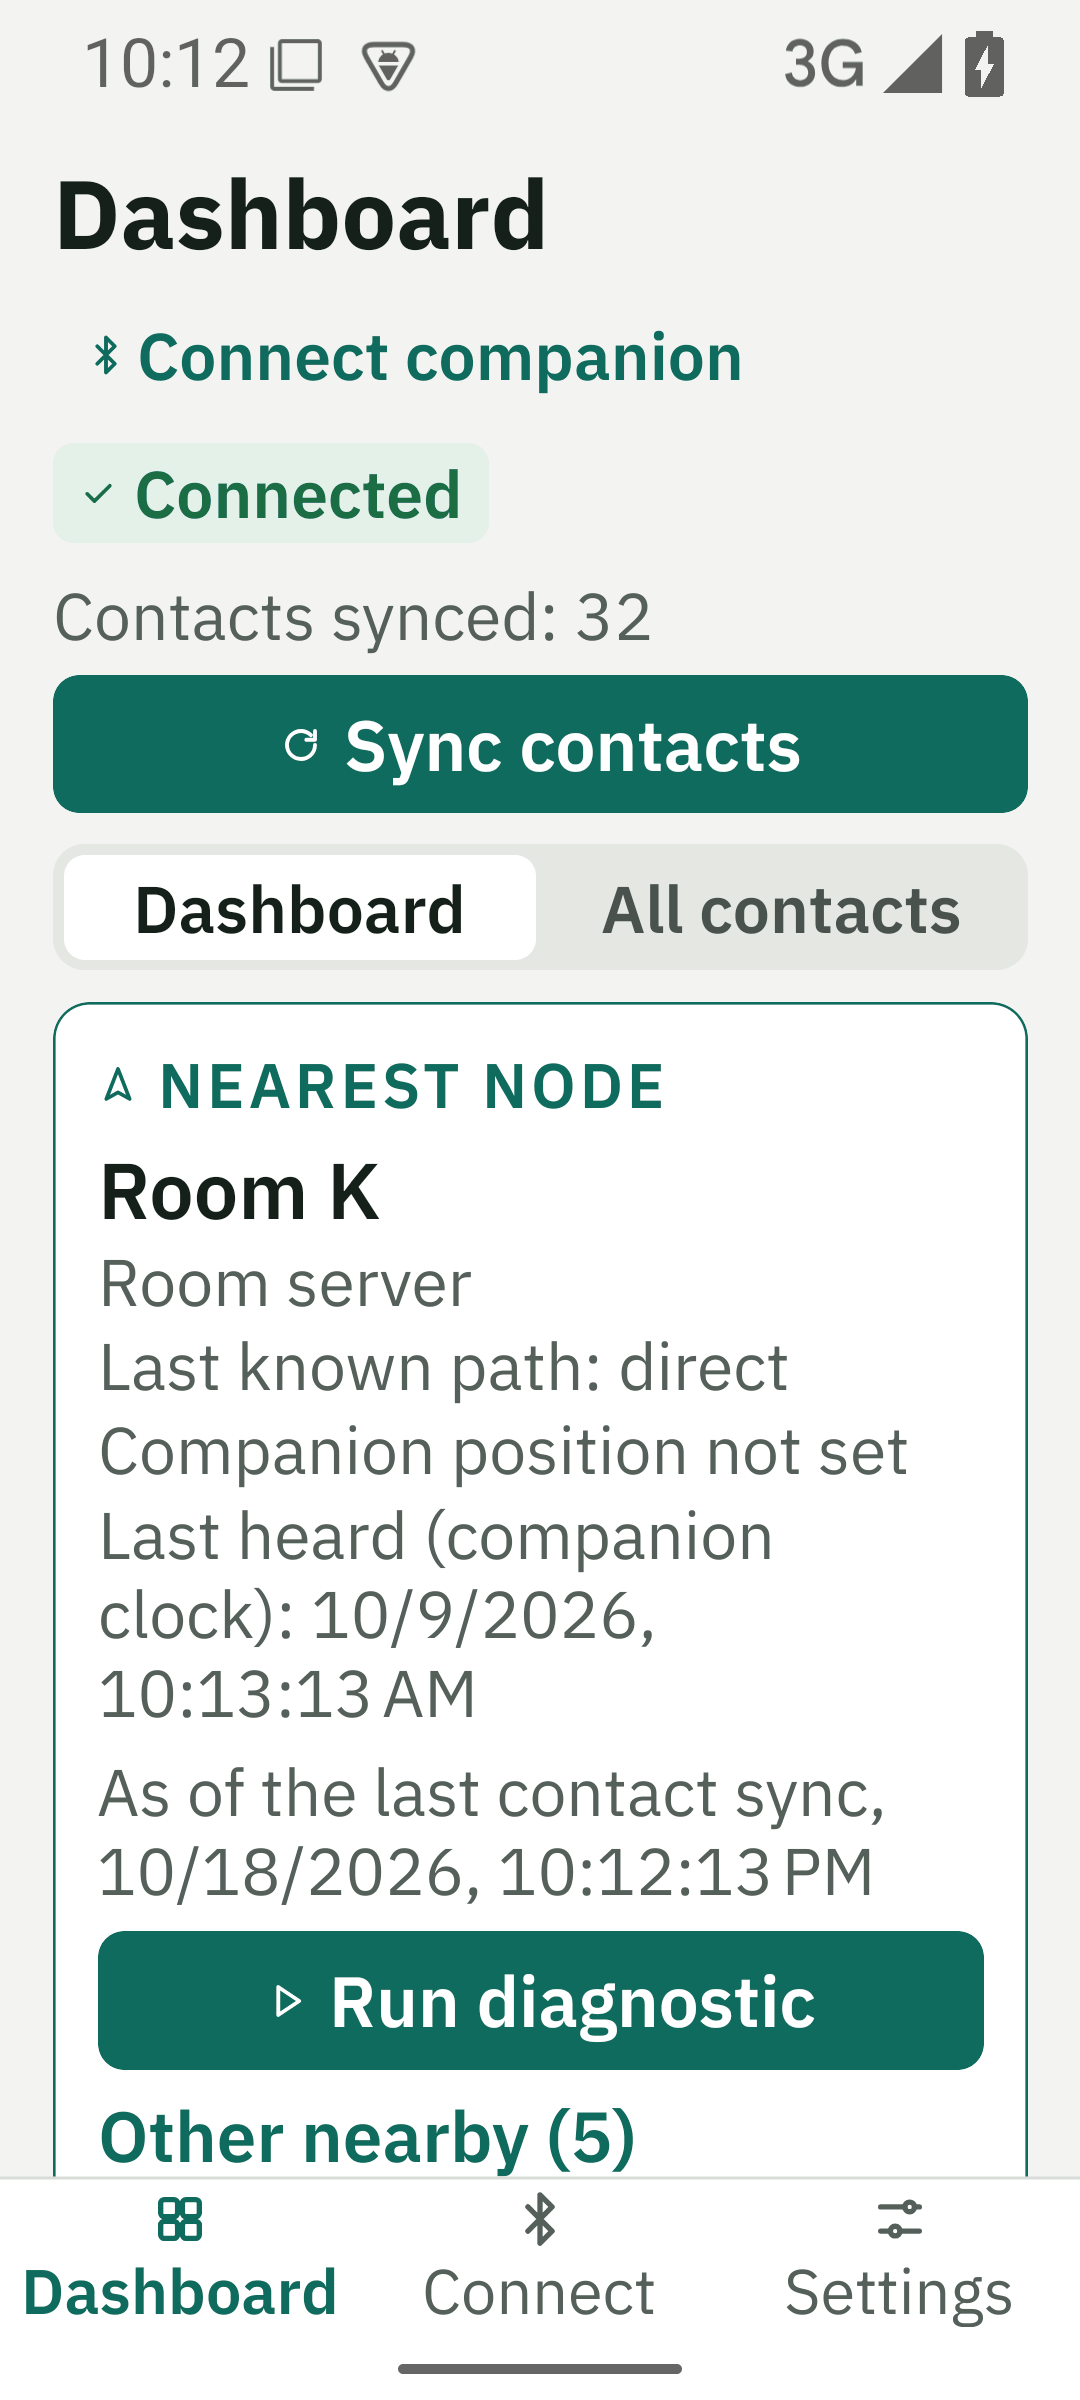 10:12
3G
Dashboard
Connect companion
Connected
Contacts synced: 32
Sync contacts
Dashboard
All contacts
NEAREST NODE
Room K
Room server
Last known path: direct
Companion position not set
Last heard (companion
clock): 10/9/2026,
10:13:13 AM
As of the last contact sync,
10/18/2026, 10:12:13 PM
Run diagnostic
Other nearby (5)
Dashboard
Connect
Settings